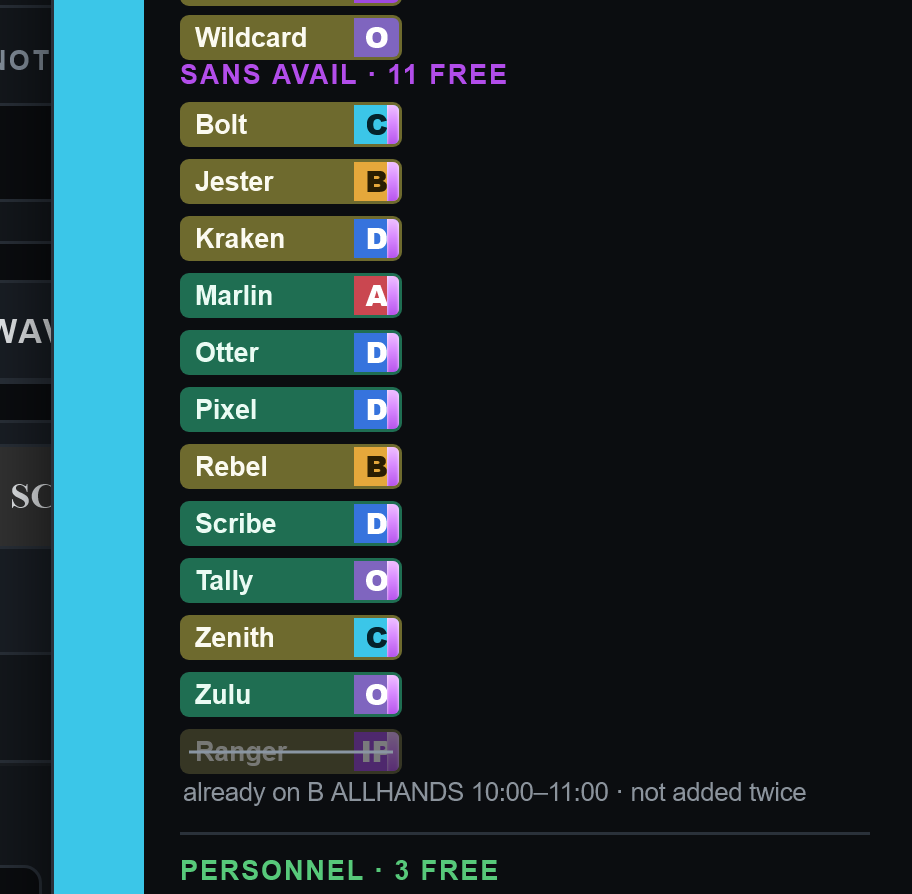 Wildcard O
SANS AVAIL · 11 FREE
Bolt C
Jester B
Kraken D
Marlin A
Otter D
Pixel D
Rebel B
Scribe D
Tally O
Zenith C
Zulu O
Ranger IP
already on B ALLHANDS 10:00–11:00 · not added twice
PERSONNEL · 3 FREE
NOT
WAV
SC